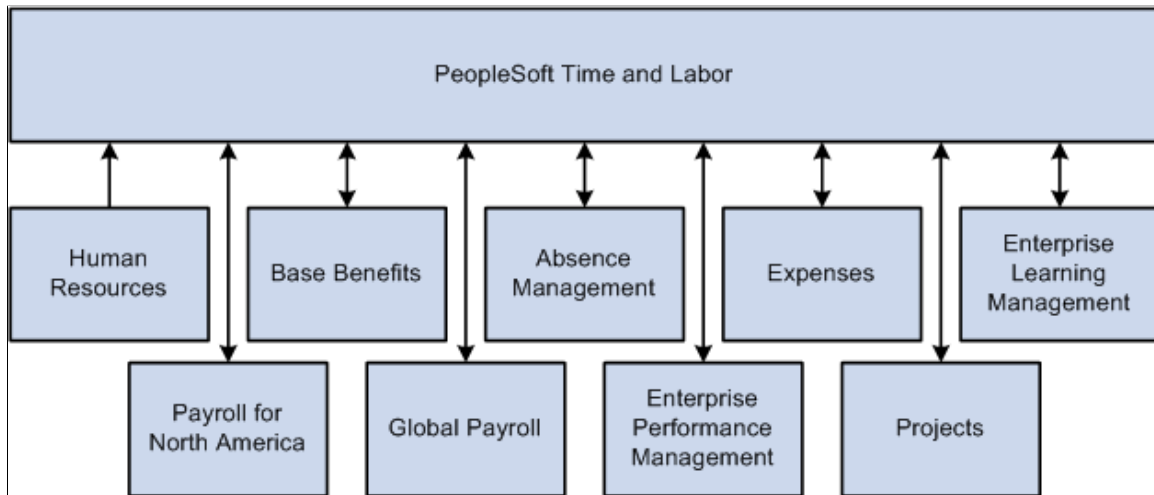 PeopleSoft Time and Labor
Human
Resources
Base Benefits
Absence
Management
Expenses
Enterprise
Learning
Management
Payroll for
North America
Global Payroll
Enterprise
Performance
Management
Projects